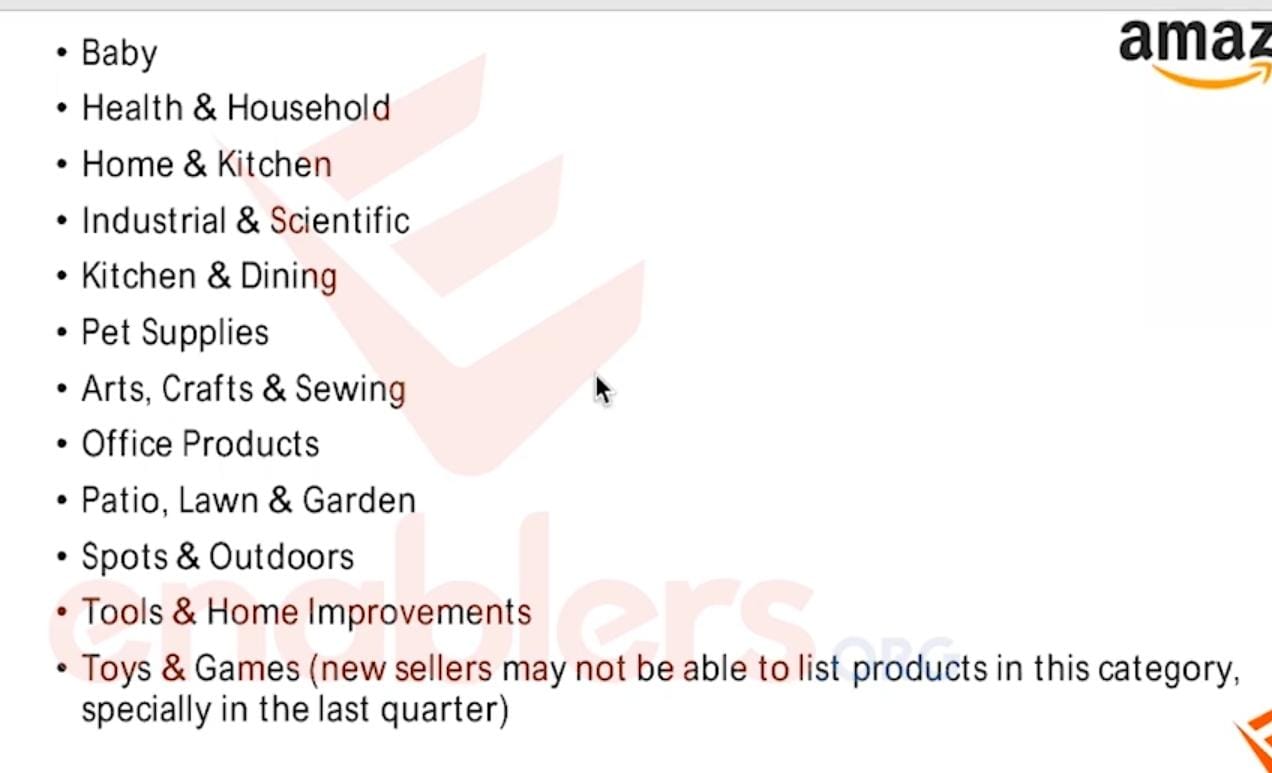 amaz
• Baby
• Health & Household
• Home & Kitchen
• Industrial & Scientific
• Kitchen & Dining
• Pet Supplies
• Arts, Crafts & Sewing
• Office Products
• Patio, Lawn & Garden
• Spots & Outdoors
• Tools & Home Improvements
• Toys & Games (new sellers may not be able to list products in this category,
specially in the last quarter)
enablers
.ORG